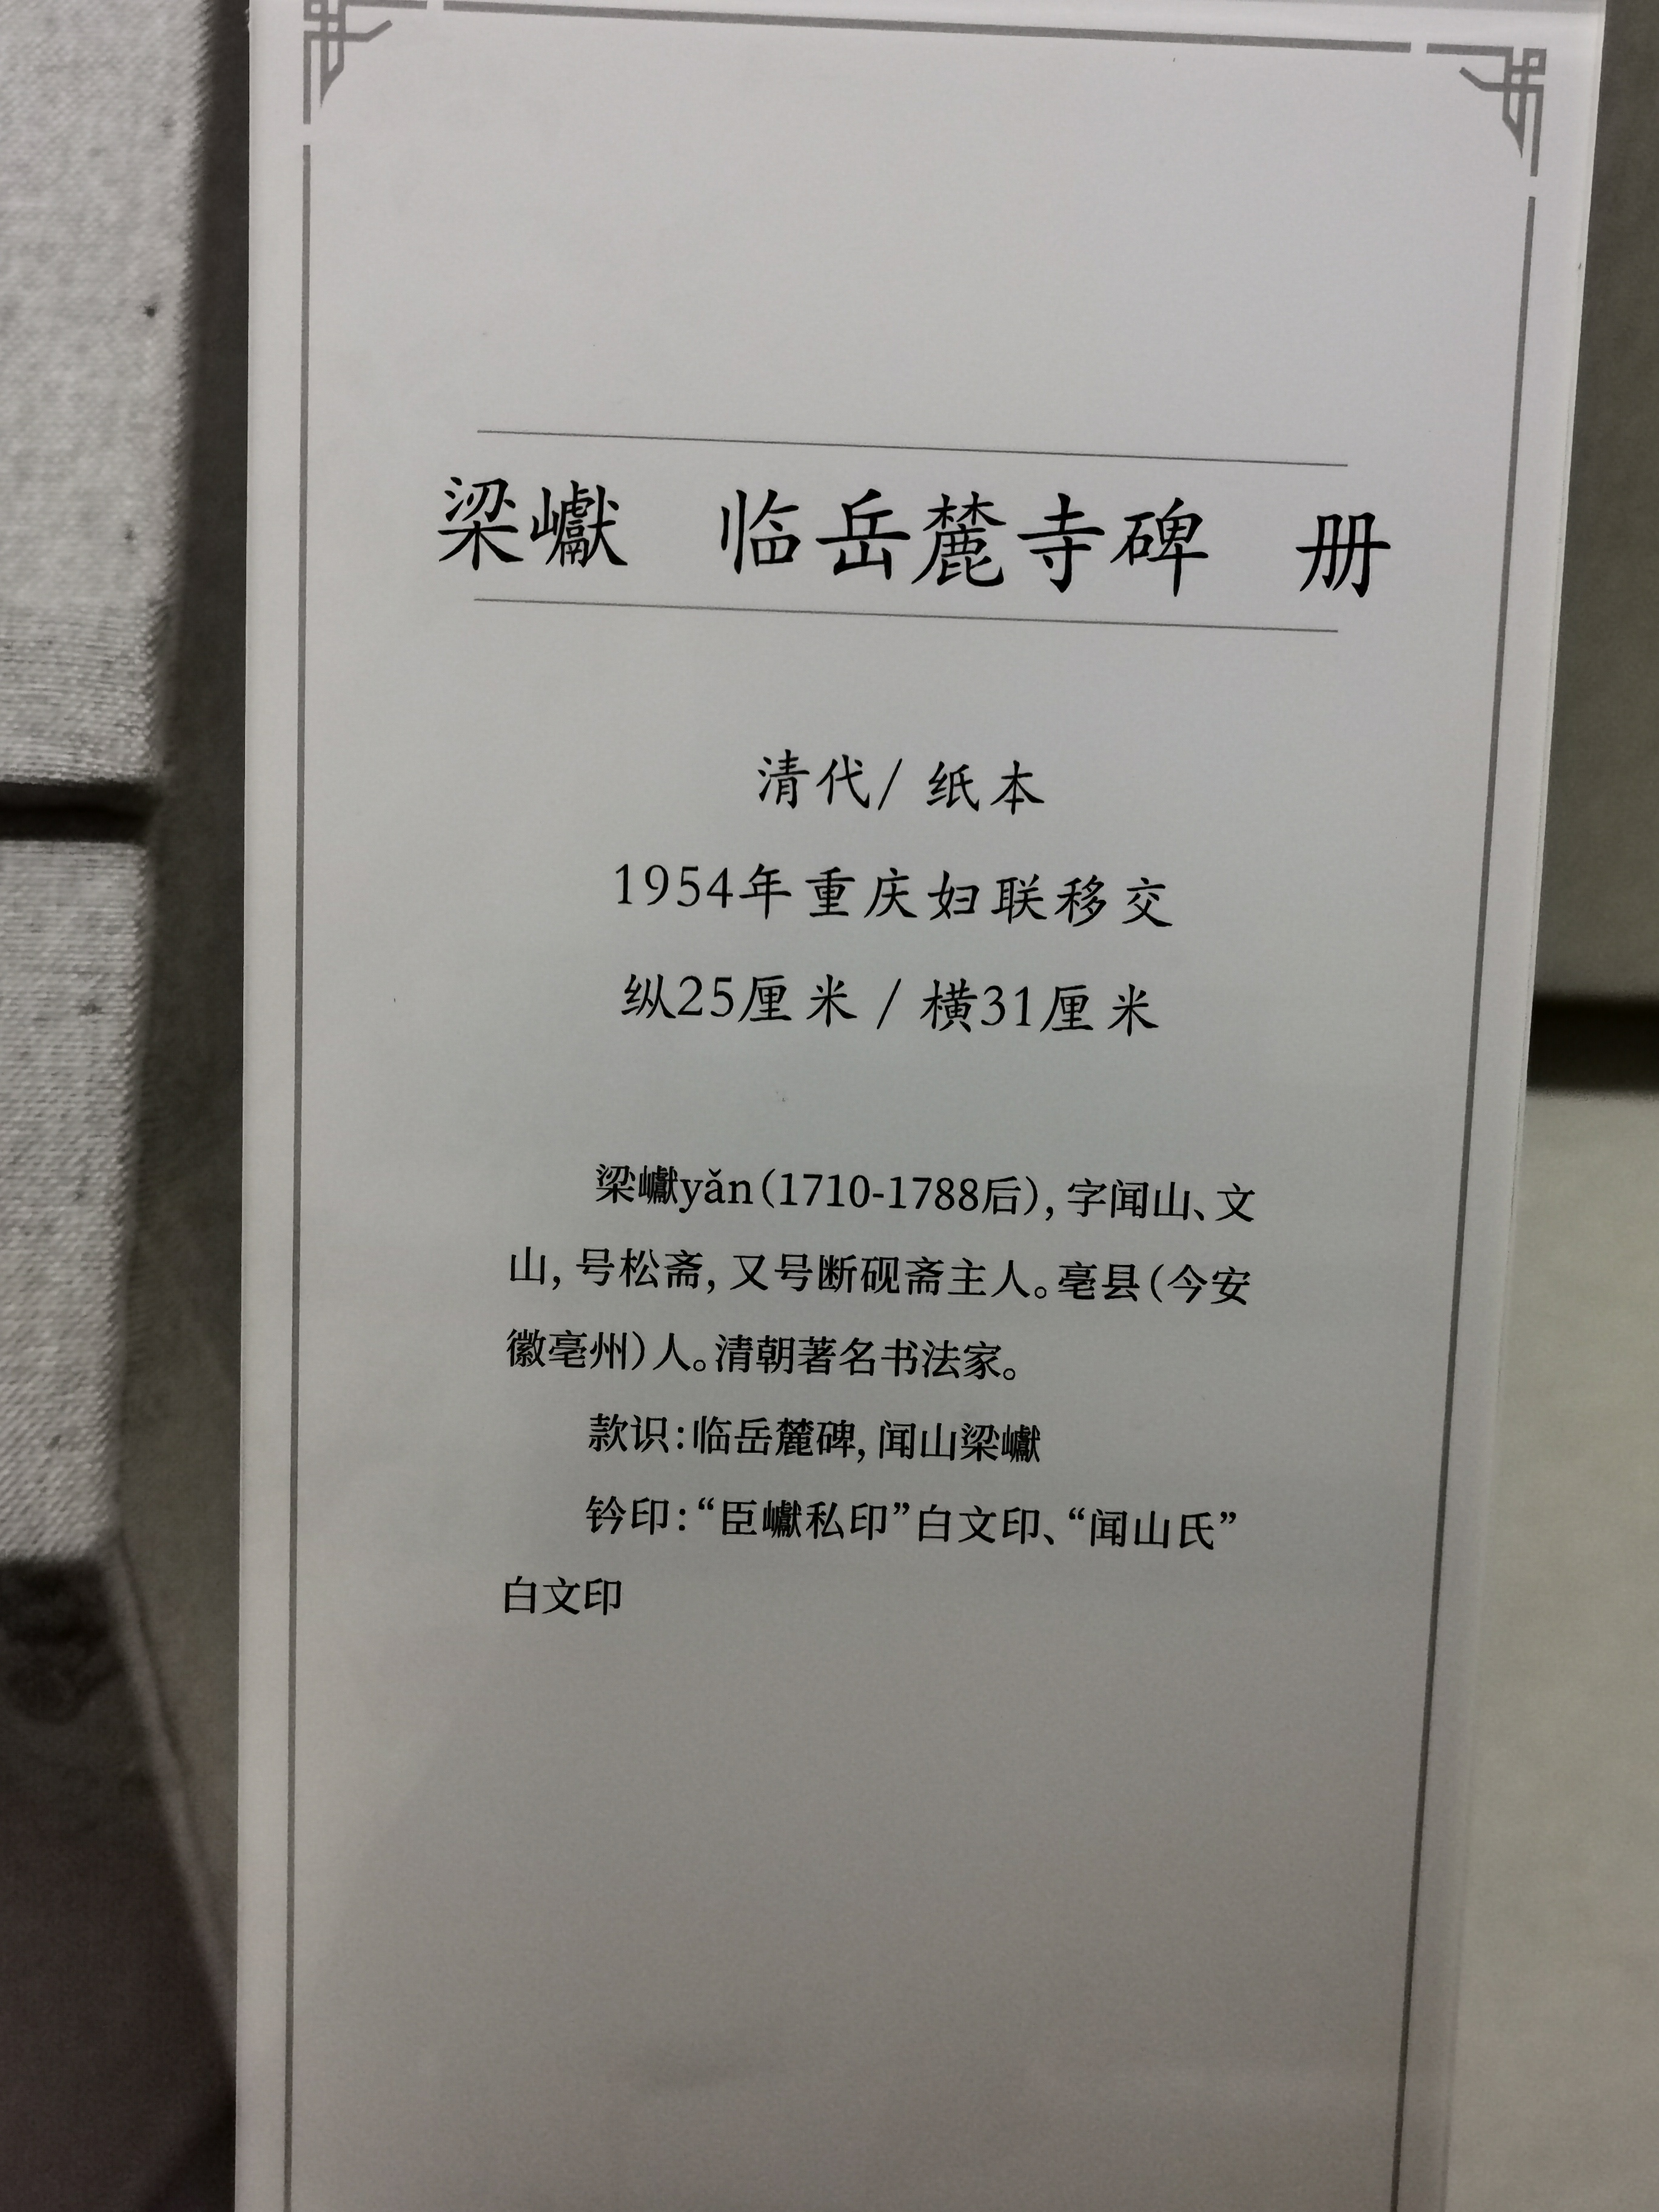 梁巘 临岳麓寺碑 册
清代/ 纸本
1954年重庆妇联移交
纵25厘米 / 横31厘米
梁巘yǎn（1710-1788后），字闻山、文
山，号松斋，又号断砚斋主人。亳县（今安
徽亳州）人。清朝著名书法家。
款识：临岳麓碑，闻山梁巘
钤印：“臣巘私印”白文印、“闻山氏”
白文印